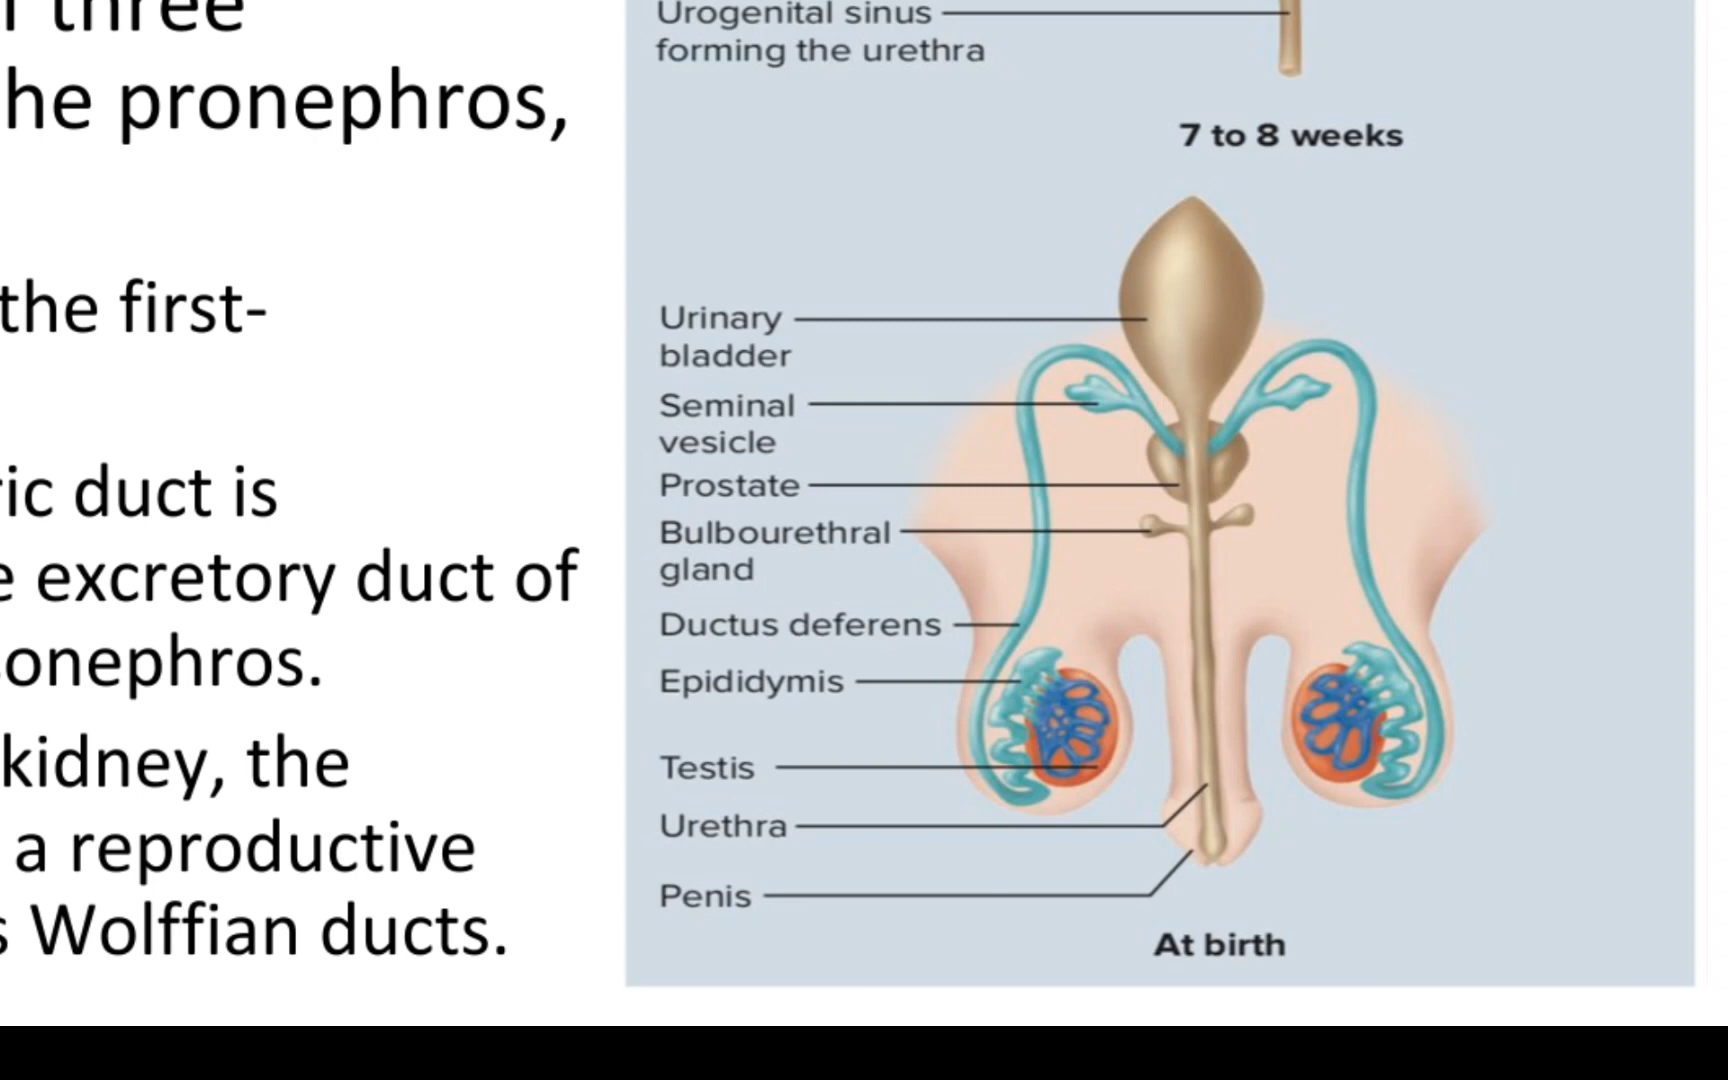 three
he pronephros,
the first-
ric duct is
e excretory duct of
onephros.
kidney, the
a reproductive
s Wolffian ducts.
Urogenital sinus
forming the urethra
7 to 8 weeks
Urinary
bladder
Seminal
vesicle
Prostate
Bulbourethral
gland
Ductus deferens
Epididymis
Testis
Urethra
Penis
At birth